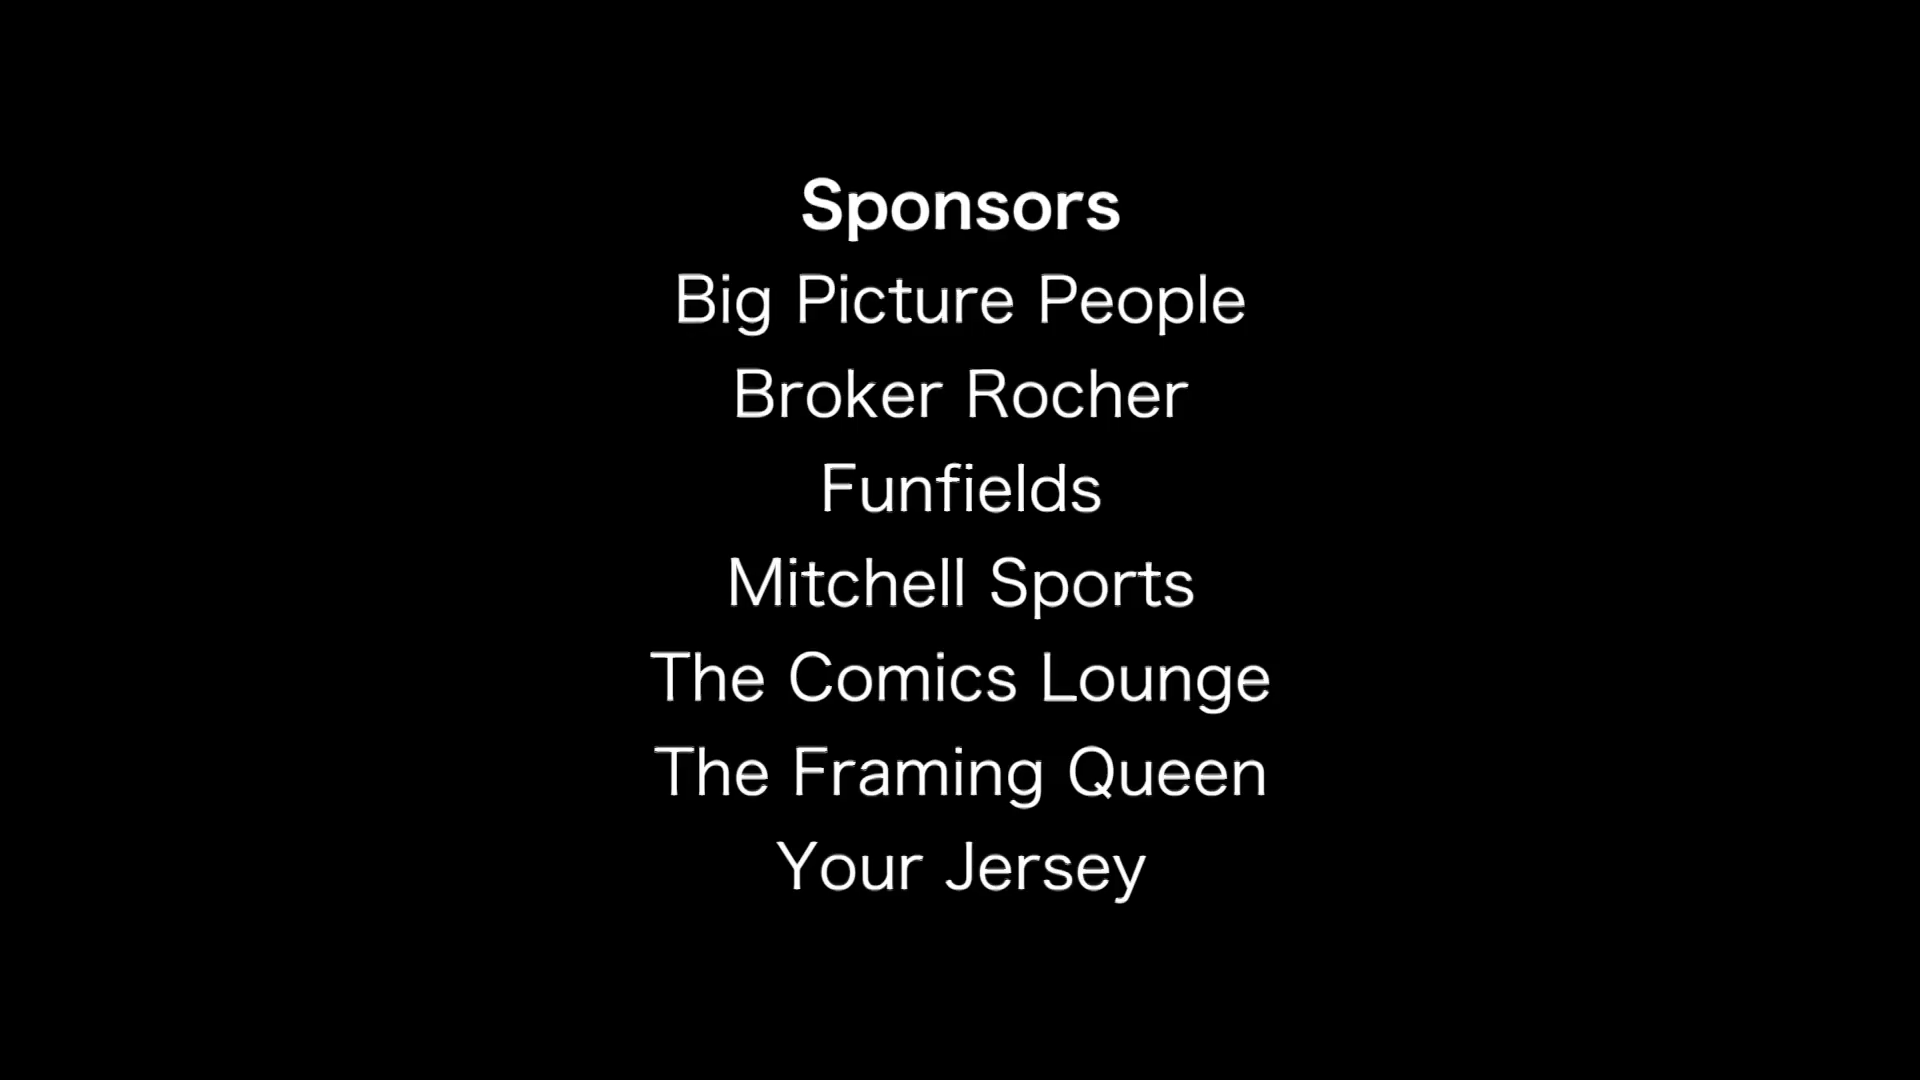 Sponsors
Big Picture People
Broker Rocher
Funfields
Mitchell Sports
The Comics Lounge
The Framing Queen
Your Jersey